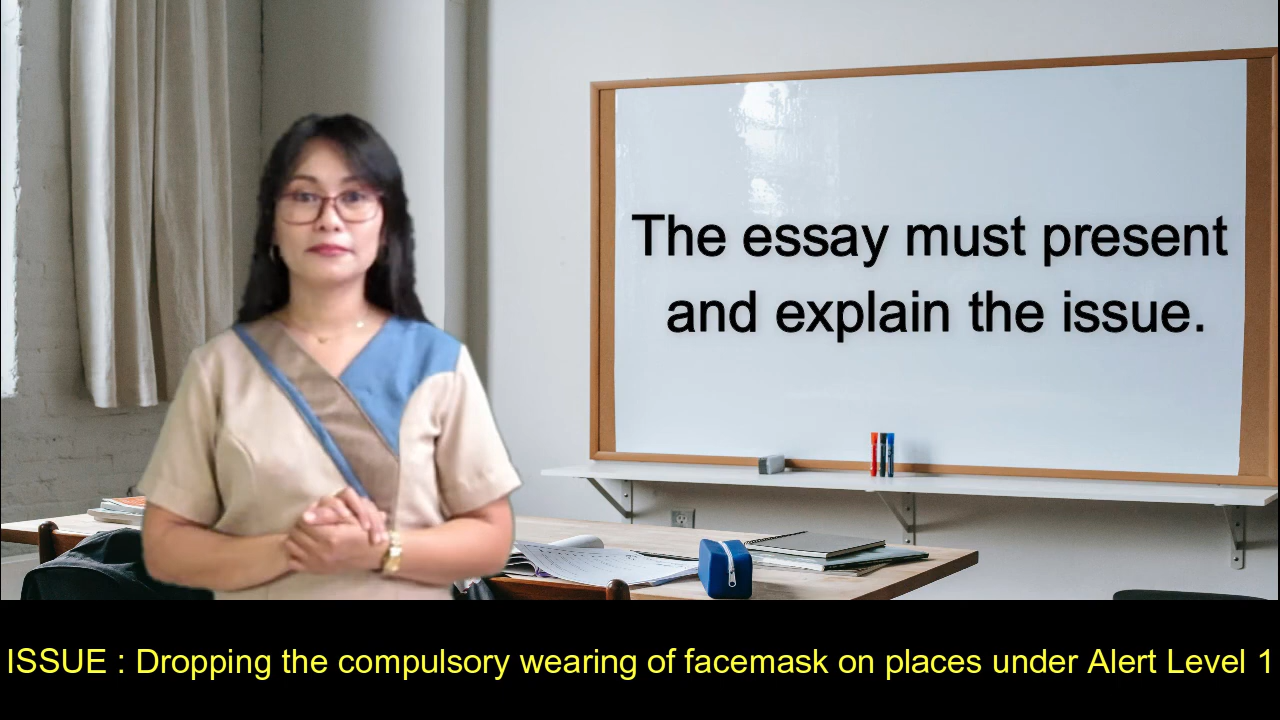 The essay must present
and explain the issue.
ISSUE : Dropping the compulsory wearing of facemask on places under Alert Level 1